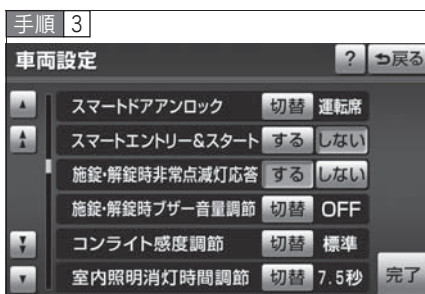 手順 3
車両設定 ? 戻る
スマートドアアンロック 切替 運転席
スマートエントリー&スタート する しない
施錠・解錠時非常点滅灯応答 する しない
施錠・解錠時ブザー音量調節 切替 OFF
コンライト感度調節 切替 標準
室内照明消灯時間調節 切替 7.5秒 完了